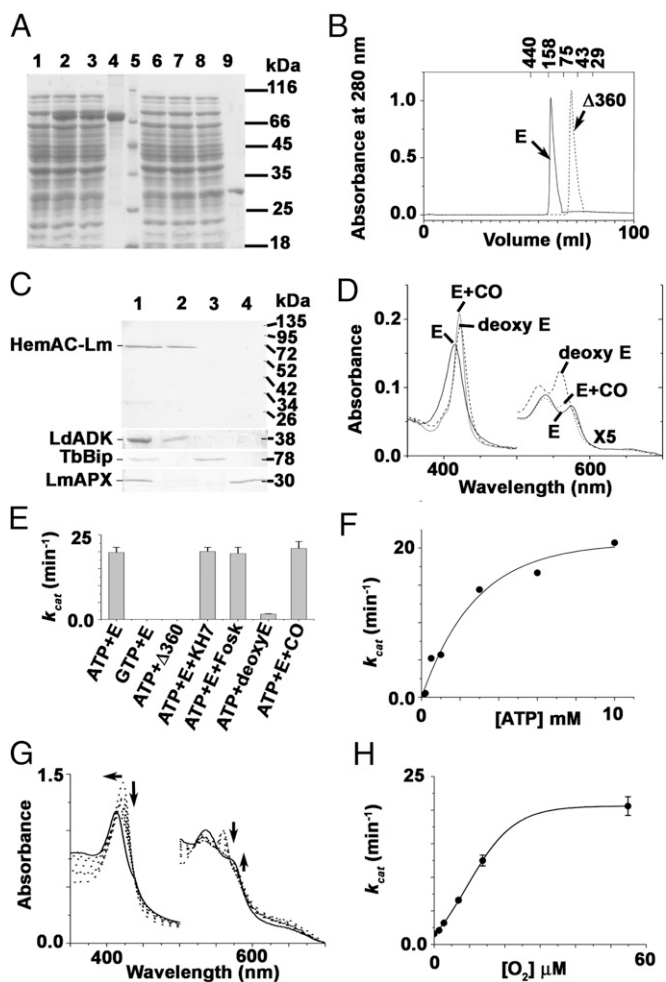 A
1 2 3 4 5 6 7 8 9 kDa
116
66
45
35
25
18
B
440 158 75 43 29
Absorbance at 280 nm
1.0
0.5
0.0
E
Δ360
0 100
Volume (ml)
C
1 2 3 4 kDa
HemAC-Lm
135
95
72
52
42
34
26
LdADK 38
TbBip 78
LmAPX 30
D
Absorbance
0.2
0.1
0.0
E+CO
E
deoxy E
deoxy E
E+CO
E
X5
400 600
Wavelength (nm)
E
kcat (min-1)
25
0.0
ATP+E
GTP+E
ATP+Δ360
ATP+E+KH7
ATP+E+Fosk
ATP+deoxyE
ATP+E+CO
F
kcat (min-1)
20
0.0
0 10
[ATP] mM
G
Absorbance
1.5
0.0
400 600
Wavelength (nm)
H
kcat (min-1)
25
0.0
0 60
[O2] μM